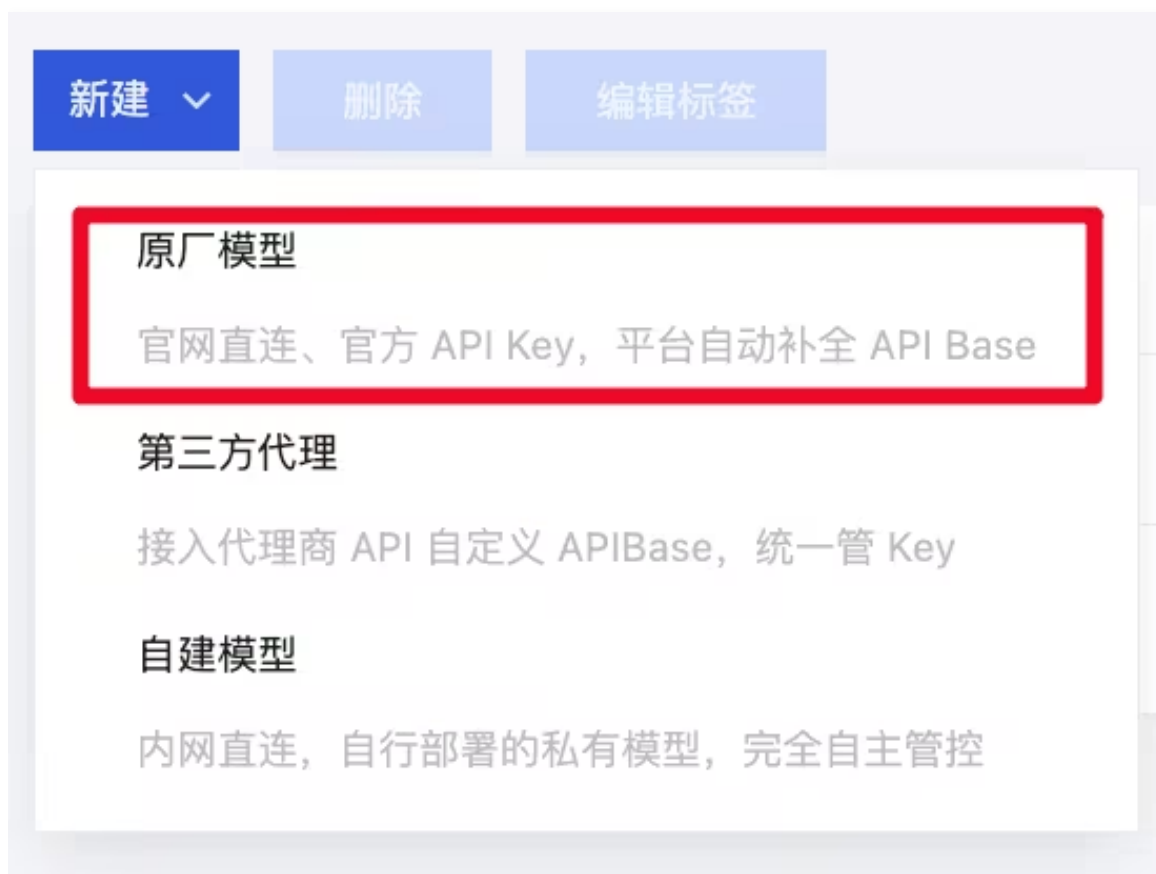 新建 删除 编辑标签
原厂模型
官网直连、官方 API Key，平台自动补全 API Base
第三方代理
接入代理商 API 自定义 APIBase，统一管 Key
自建模型
内网直连，自行部署的私有模型，完全自主管控